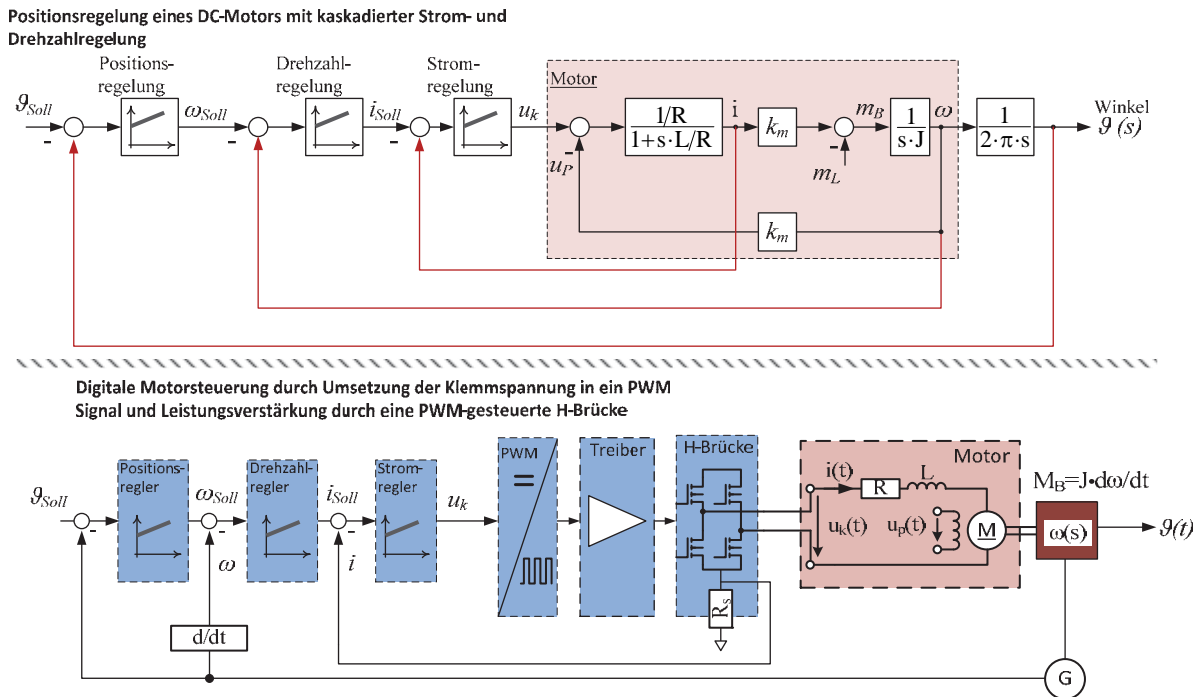 Positionsregelung eines DC-Motors mit kaskadierter Strom- und
Drehzahlregelung
Positions-
regelung
Drehzahl-
regelung
Strom-
regelung
Motor
ϑSoll
-
ωSoll
-
iSoll
-
uk
-
uP
1/R
1+s·L/R
i
km
mB
-
mL
1
s·J
ω
1
2·π·s
Winkel
ϑ(s)
km
Digitale Motorsteuerung durch Umsetzung der Klemmspannung in ein PWM
Signal und Leistungsverstärkung durch eine PWM-gesteuerte H-Brücke
Positions-
regler
Drehzahl-
regler
Strom-
regler
PWM
=
Treiber
H-Brücke
Motor
ϑSoll
-
ωSoll
-
ω
iSoll
-
i
uk
Rs
i(t)
R
L
uk(t)
up(t)
M
MB=J·dω/dt
ω(s)
ϑ(t)
d/dt
G